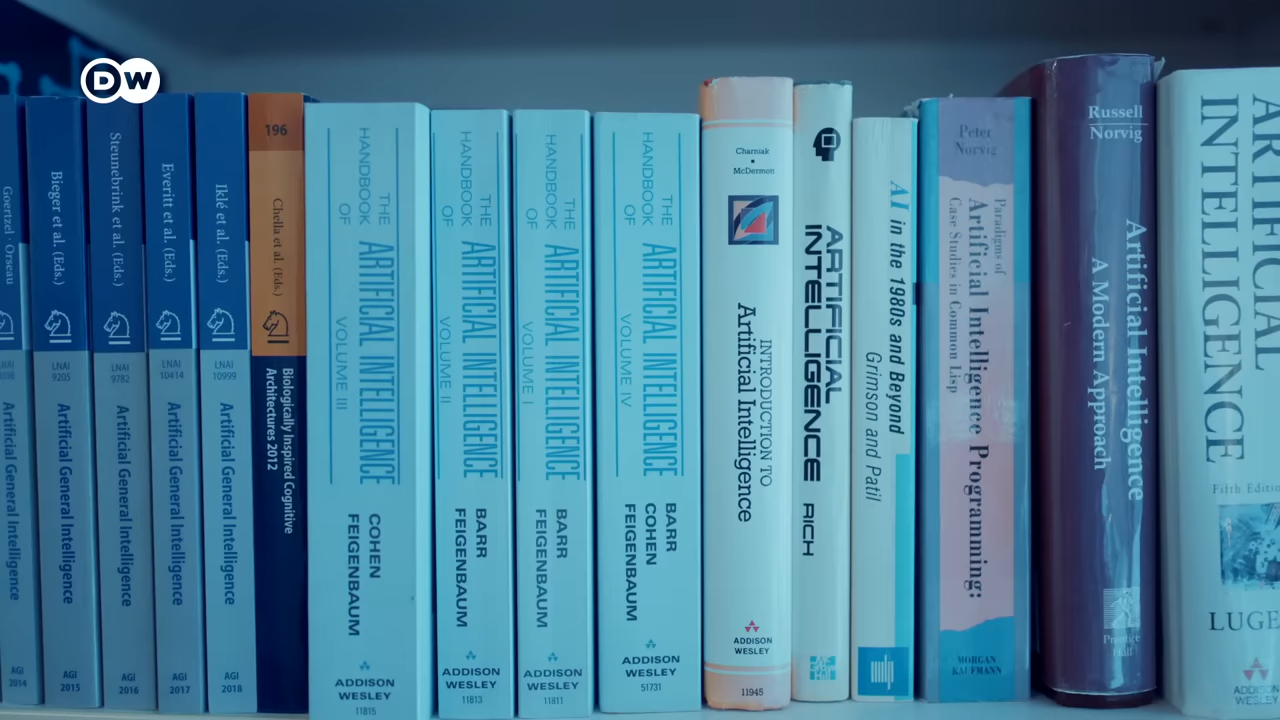 DW
Goertzel · Orseau
Artificial General Intelligence
AGI
2014
Bieger et al. (Eds.)
LNAI
9205
Artificial General Intelligence
AGI
2015
Steunebrink et al. (Eds.)
LNAI
9782
Artificial General Intelligence
AGI
2016
Everitt et al. (Eds.)
LNAI
10414
Artificial General Intelligence
AGI
2017
Iklé et al. (Eds.)
LNAI
10999
Artificial General Intelligence
AGI
2018
196
Chella et al. (Eds.)
Biologically Inspired Cognitive
Architectures 2012
THE
HANDBOOK
OF
ARTIFICIAL INTELLIGENCE
VOLUME III
COHEN
FEIGENBAUM
ADDISON
WESLEY
11815
THE
HANDBOOK
OF
ARTIFICIAL INTELLIGENCE
VOLUME II
BARR
FEIGENBAUM
ADDISON
WESLEY
11813
THE
HANDBOOK
OF
ARTIFICIAL INTELLIGENCE
VOLUME I
BARR
FEIGENBAUM
ADDISON
WESLEY
11811
THE
HANDBOOK
OF
ARTIFICIAL INTELLIGENCE
VOLUME IV
BARR
COHEN
FEIGENBAUM
ADDISON
WESLEY
51731
Charniak
McDermott
INTRODUCTION TO
Artificial Intelligence
ADDISON
WESLEY
11945
ARTIFICIAL
INTELLIGENCE
RICH
AI in the 1980s and Beyond
Grimson and Patil
Peter
Norvig
Paradigms of
Artificial Intelligence Programming:
Case Studies in Common Lisp
MORGAN
KAUFMANN
Russell
Norvig
Artificial Intelligence
A Modern Approach
Prentice
Hall
ARTIFICIAL
INTELLIGENCE
Fifth Editio
LUGE
ADDISON
WESLEY